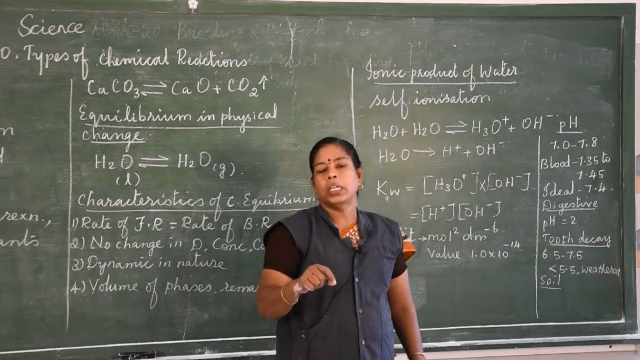 Science
10. Types of Chemical Reactions
CaCO₃ ⇌ CaO + CO₂↑
Equilibrium in physical
change:
H₂O ⇌ H₂O(g)
(l)
Characteristics of C. Equilibrium
1) Rate of F.R = Rate of B.R
2) No change in
3) Dynamic in nature
4) Volume of phases
rexn.,
Ionic product of Water
self ionisation
H₂O + H₂O ⇌ H₃O⁺ + OH⁻
H₂O → H⁺ + OH⁻
Kw = [H₃O⁺] x [OH⁻]
= [H⁺][OH⁻]
→ mol² dm⁻⁶
Value 1.0 x 10⁻¹⁴
pH
7.0-7.8
Blood - 7.35 to
7.45
Ideal - 7.4
Digestive
pH = 2
Tooth decay
6.5-7.5
<5.5, weathered
Soil